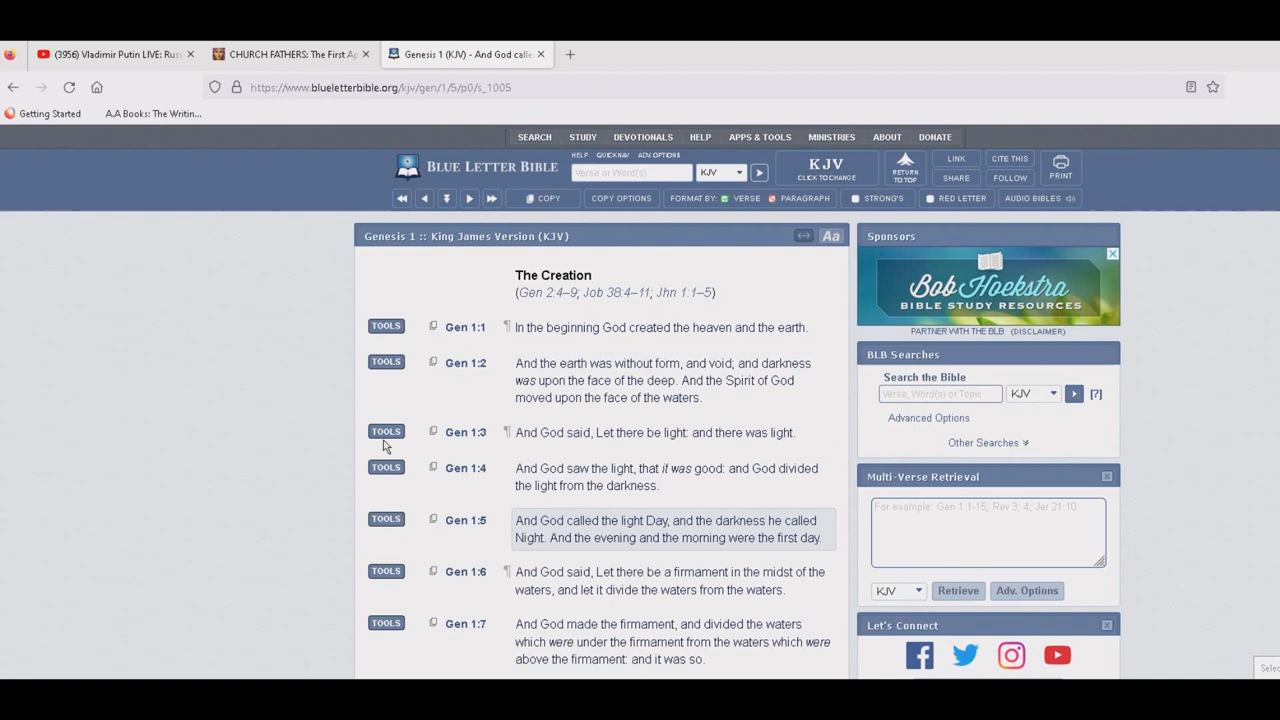 (3956) Vladimir Putin LIVE: Rus
CHURCH FATHERS: The First Ap
Genesis 1 (KJV) - And God calle
https://www.blueletterbible.org/kjv/gen/1/5/p0/s_1005
Getting Started
A.A Books: The Writin...
SEARCH STUDY DEVOTIONALS HELP APPS & TOOLS MINISTRIES ABOUT DONATE
BLUE LETTER BIBLE
HELP QUICKNAV ADV OPTIONS
Verse or Word(s)
KJV
KJV
CLICK TO CHANGE
RETURN
TO TOP
LINK
CITE THIS
SHARE
FOLLOW
PRINT
COPY
COPY OPTIONS
FORMAT BY: VERSE PARAGRAPH
STRONG'S
RED LETTER
AUDIO BIBLES
Genesis 1 :: King James Version (KJV)
Aa
The Creation
(Gen 2:4–9; Job 38:4–11; Jhn 1:1–5)
TOOLS Gen 1:1 ¶ In the beginning God created the heaven and the earth.
TOOLS Gen 1:2 And the earth was without form, and void; and darkness
was upon the face of the deep. And the Spirit of God
moved upon the face of the waters.
TOOLS Gen 1:3 ¶ And God said, Let there be light: and there was light.
TOOLS Gen 1:4 And God saw the light, that it was good: and God divided
the light from the darkness.
TOOLS Gen 1:5 And God called the light Day, and the darkness he called
Night. And the evening and the morning were the first day.
TOOLS Gen 1:6 ¶ And God said, Let there be a firmament in the midst of the
waters, and let it divide the waters from the waters.
TOOLS Gen 1:7 And God made the firmament, and divided the waters
which were under the firmament from the waters which were
above the firmament: and it was so.
Sponsors
Bob Hoekstra
BIBLE STUDY RESOURCES
PARTNER WITH THE BLB (DISCLAIMER)
BLB Searches
Search the Bible
Verse, Word(s) or Topic
KJV
[?]
Advanced Options
Other Searches
Multi-Verse Retrieval
For example: Gen 1:1-15; Rev 3; 4; Jer 21:10
KJV
Retrieve
Adv. Options
Let's Connect
Selec